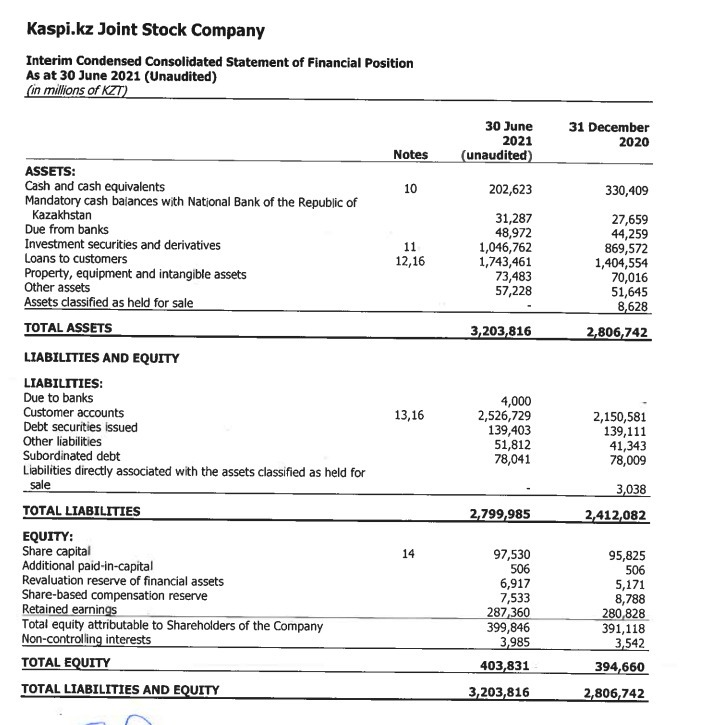 Kaspi.kz Joint Stock Company
Interim Condensed Consolidated Statement of Financial Position
As at 30 June 2021 (Unaudited)
(in millions of KZT)
Notes 30 June 2021 (unaudited) 31 December 2020
ASSETS:
Cash and cash equivalents 10 202,623 330,409
Mandatory cash balances with National Bank of the Republic of
Kazakhstan 31,287 27,659
Due from banks 48,972 44,259
Investment securities and derivatives 11 1,046,762 869,572
Loans to customers 12,16 1,743,461 1,404,554
Property, equipment and intangible assets 73,483 70,016
Other assets 57,228 51,645
Assets classified as held for sale - 8,628
TOTAL ASSETS 3,203,816 2,806,742
LIABILITIES AND EQUITY
LIABILITIES:
Due to banks 4,000 -
Customer accounts 13,16 2,526,729 2,150,581
Debt securities issued 139,403 139,111
Other liabilities 51,812 41,343
Subordinated debt 78,041 78,009
Liabilities directly associated with the assets classified as held for
sale - 3,038
TOTAL LIABILITIES 2,799,985 2,412,082
EQUITY:
Share capital 14 97,530 95,825
Additional paid-in-capital 506 506
Revaluation reserve of financial assets 6,917 5,171
Share-based compensation reserve 7,533 8,788
Retained earnings 287,360 280,828
Total equity attributable to Shareholders of the Company 399,846 391,118
Non-controlling interests 3,985 3,542
TOTAL EQUITY 403,831 394,660
TOTAL LIABILITIES AND EQUITY 3,203,816 2,806,742